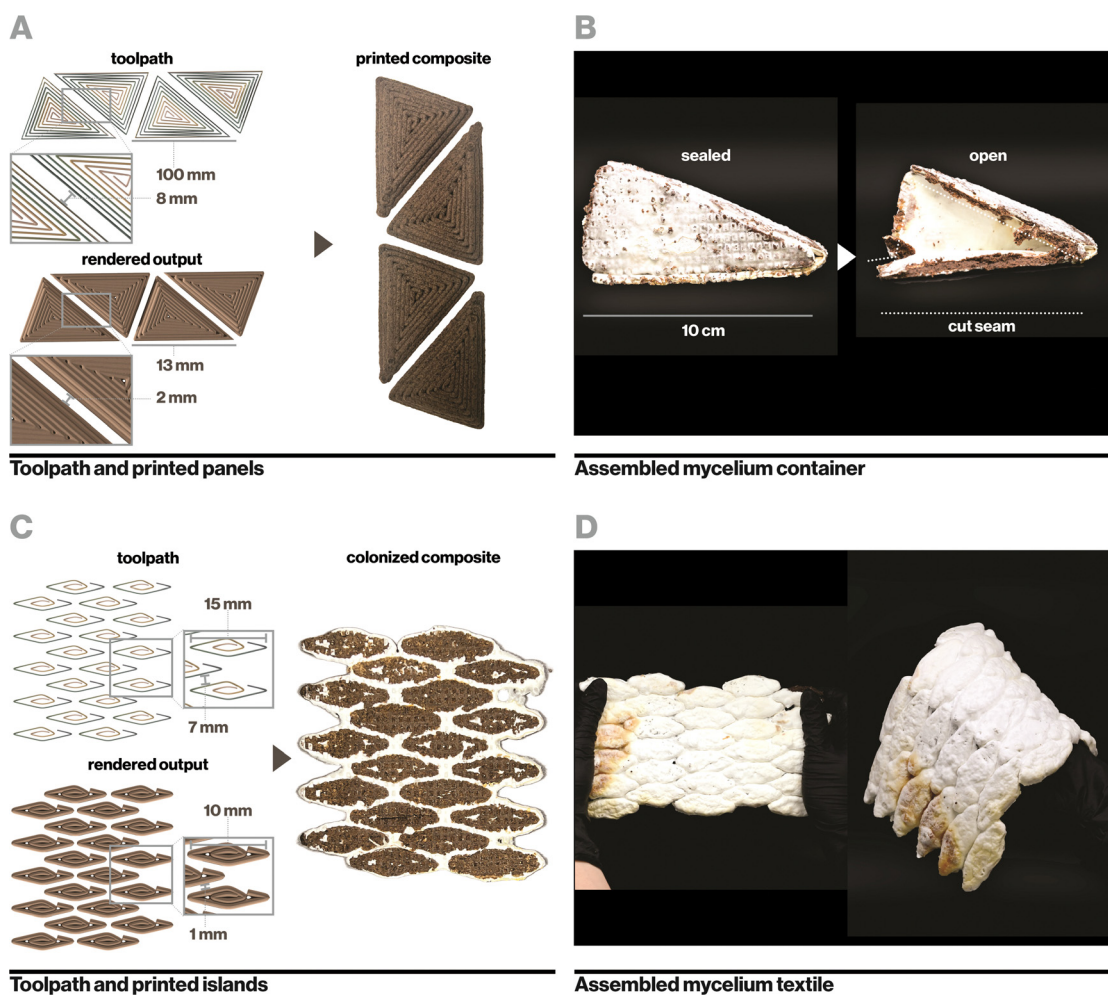 A
toolpath
printed composite
100 mm
8 mm
rendered output
13 mm
2 mm
Toolpath and printed panels
B
sealed
open
10 cm
cut seam
Assembled mycelium container
C
toolpath
colonized composite
15 mm
7 mm
rendered output
10 mm
1 mm
Toolpath and printed islands
D
Assembled mycelium textile